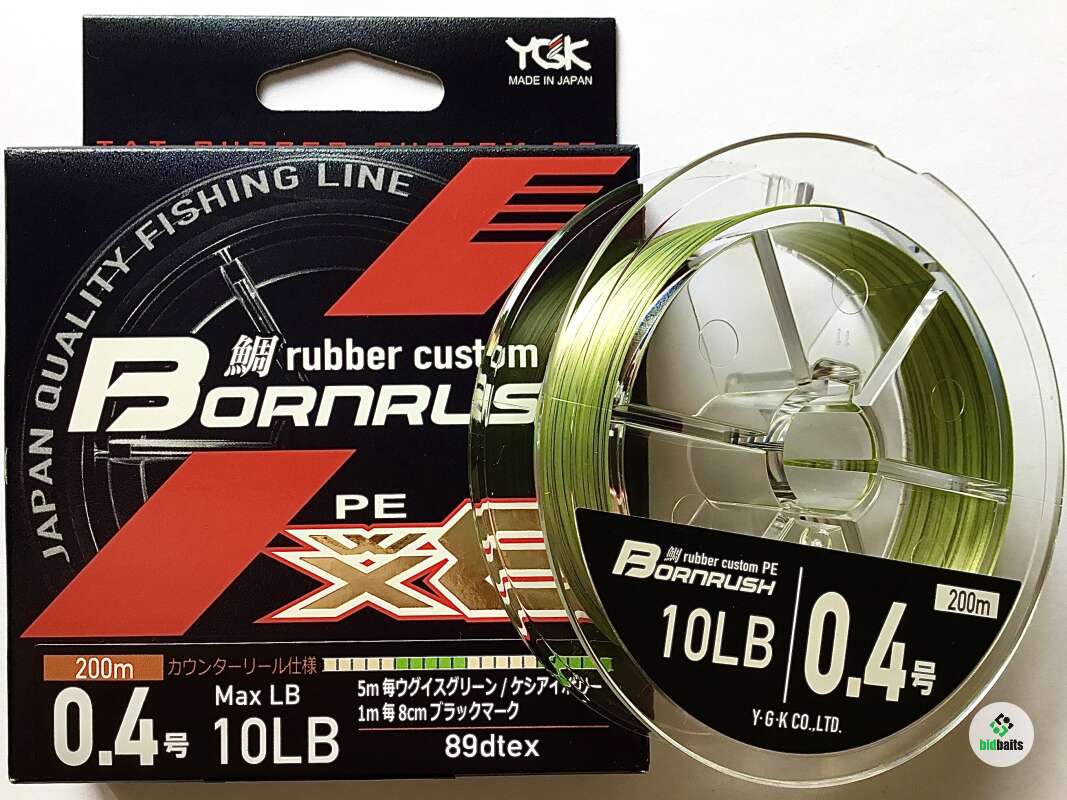 YGK
MADE IN JAPAN
JAPAN QUALITY FISHING LINE
鯛 rubber custom
BORNRUS
PE
X
200m
カウンターリール仕様
0.4号
Max LB
10LB
5m毎ウグイスグリーン/ケシアイボリー
1m毎8cmブラックマーク
89dtex
鯛 rubber custom PE
BORNRUSH
10LB
0.4号
200m
Y·G·K CO.,LTD.
bidbaits